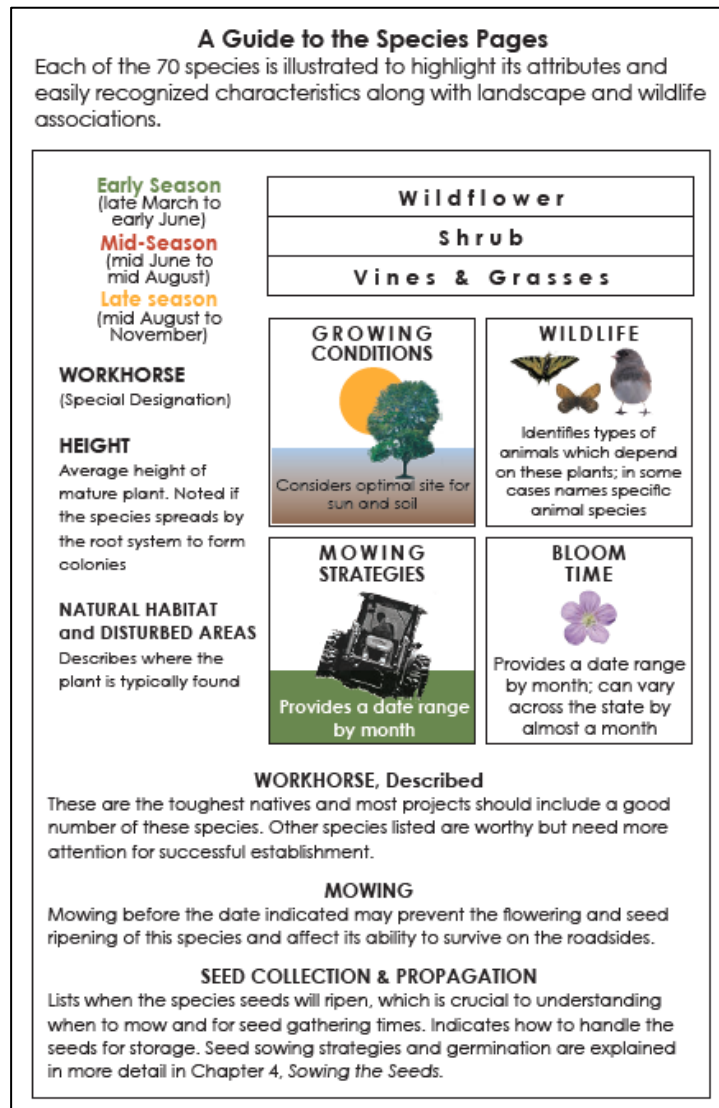 A Guide to the Species Pages
Each of the 70 species is illustrated to highlight its attributes and
easily recognized characteristics along with landscape and wildlife
associations.
Early Season
(late March to
early June)
Mid-Season
(mid June to
mid August)
Late season
(mid August to
November)
Wildflower
Shrub
Vines & Grasses
WORKHORSE
(Special Designation)
HEIGHT
Average height of
mature plant. Noted if
the species spreads by
the root system to form
colonies
NATURAL HABITAT
and DISTURBED AREAS
Describes where the
plant is typically found
GROWING
CONDITIONS
Considers optimal site for
sun and soil
WILDLIFE
Identifies types of
animals which depend
on these plants; in some
cases names specific
animal species
MOWING
STRATEGIES
Provides a date range
by month
BLOOM
TIME
Provides a date range
by month; can vary
across the state by
almost a month
WORKHORSE, Described
These are the toughest natives and most projects should include a good
number of these species. Other species listed are worthy but need more
attention for successful establishment.
MOWING
Mowing before the date indicated may prevent the flowering and seed
ripening of this species and affect its ability to survive on the roadsides.
SEED COLLECTION & PROPAGATION
Lists when the species seeds will ripen, which is crucial to understanding
when to mow and for seed gathering times. Indicates how to handle the
seeds for storage. Seed sowing strategies and germination are explained
in more detail in Chapter 4, Sowing the Seeds.